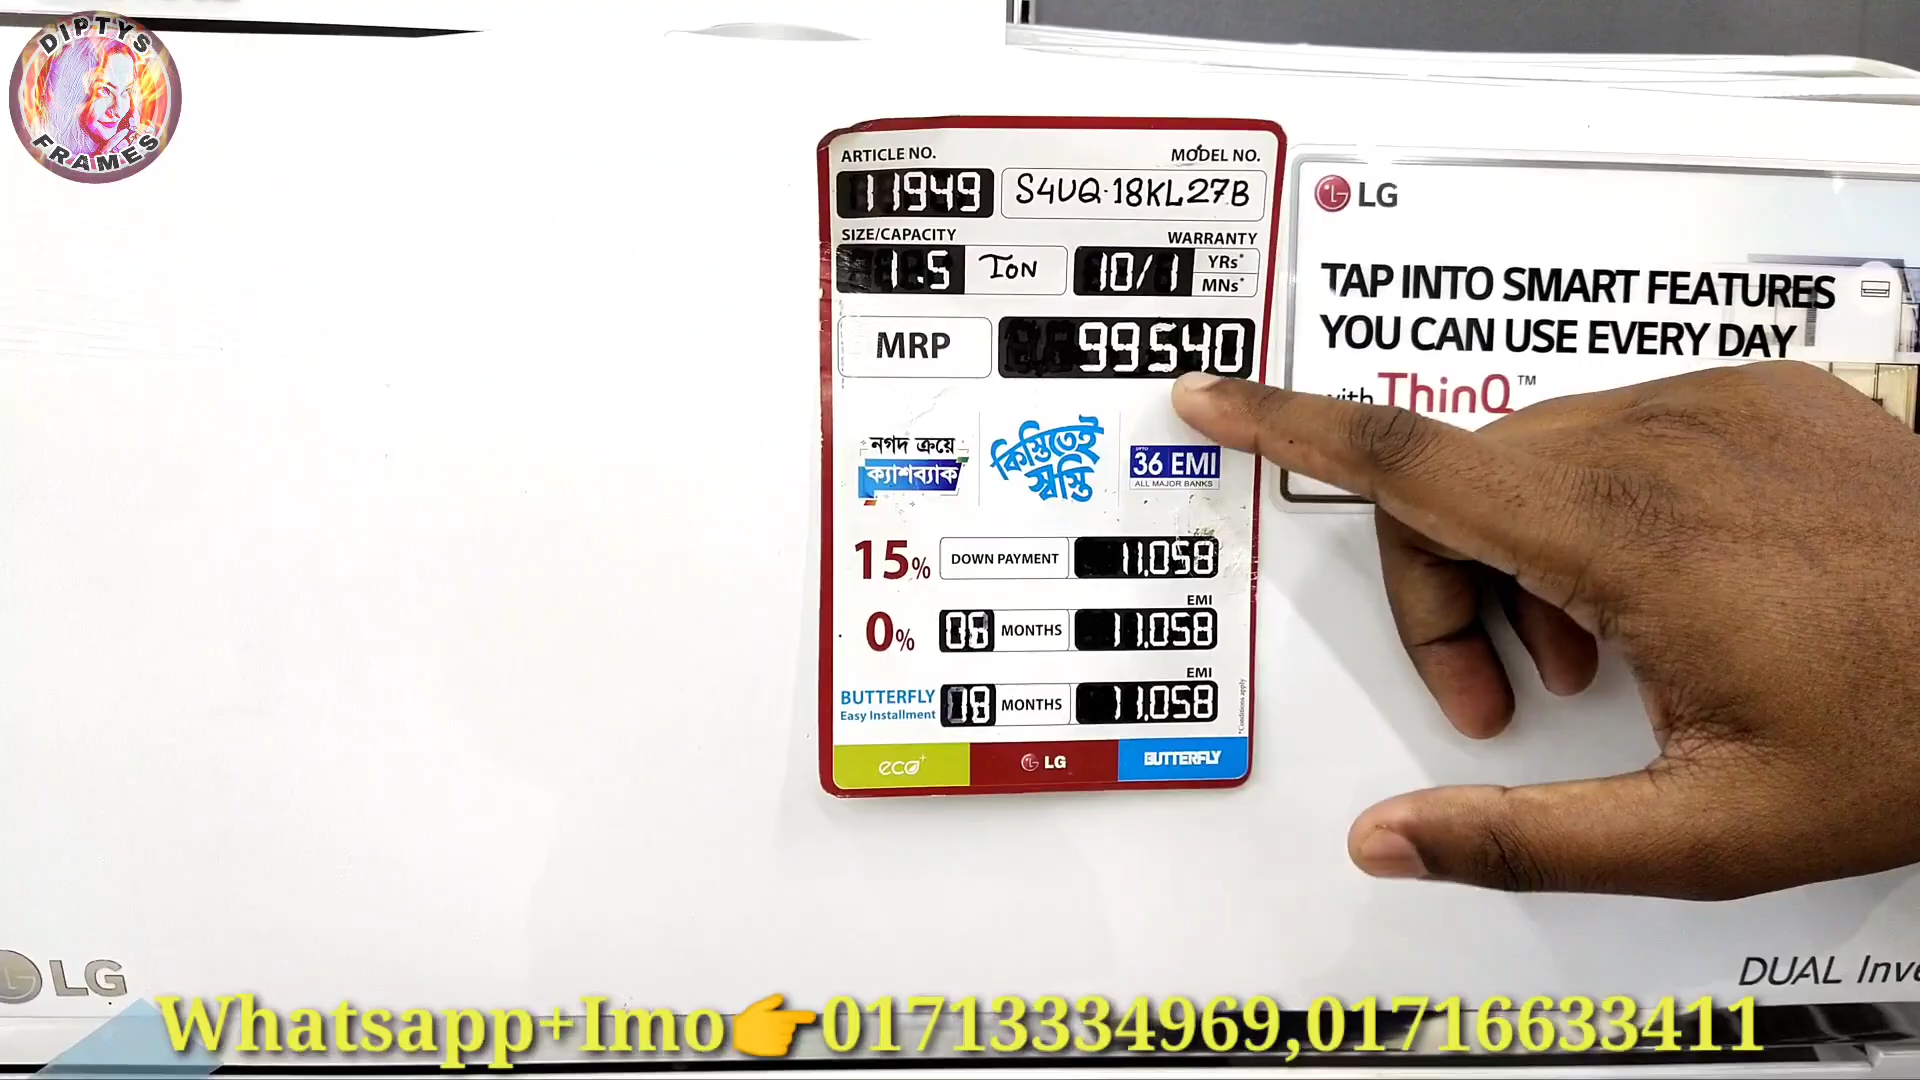 DIPTYS
FRAMES
ARTICLE NO.
MODEL NO.
11949
S4UQ-18KL27B
SIZE/CAPACITY
WARRANTY
1.5
TON
10/1
YRs*
MNs*
MRP
99540
নগদ ক্রয়ে
ক্যাশব্যাক
কিস্তিতেই
স্বস্তি
UPTO
36 EMI
ALL MAJOR BANKS
15%
DOWN PAYMENT
11,058
EMI
0%
MONTHS
11,058
EMI
BUTTERFLY
Easy Installment
MONTHS
11,058
*Conditions apply
eco+
LG
BUTTERFLY
LG
TAP INTO SMART FEATURES
YOU CAN USE EVERY DAY
with ThinQ™
LG
DUAL Inve
Whatsapp+Imo👉01713334969,01716633411